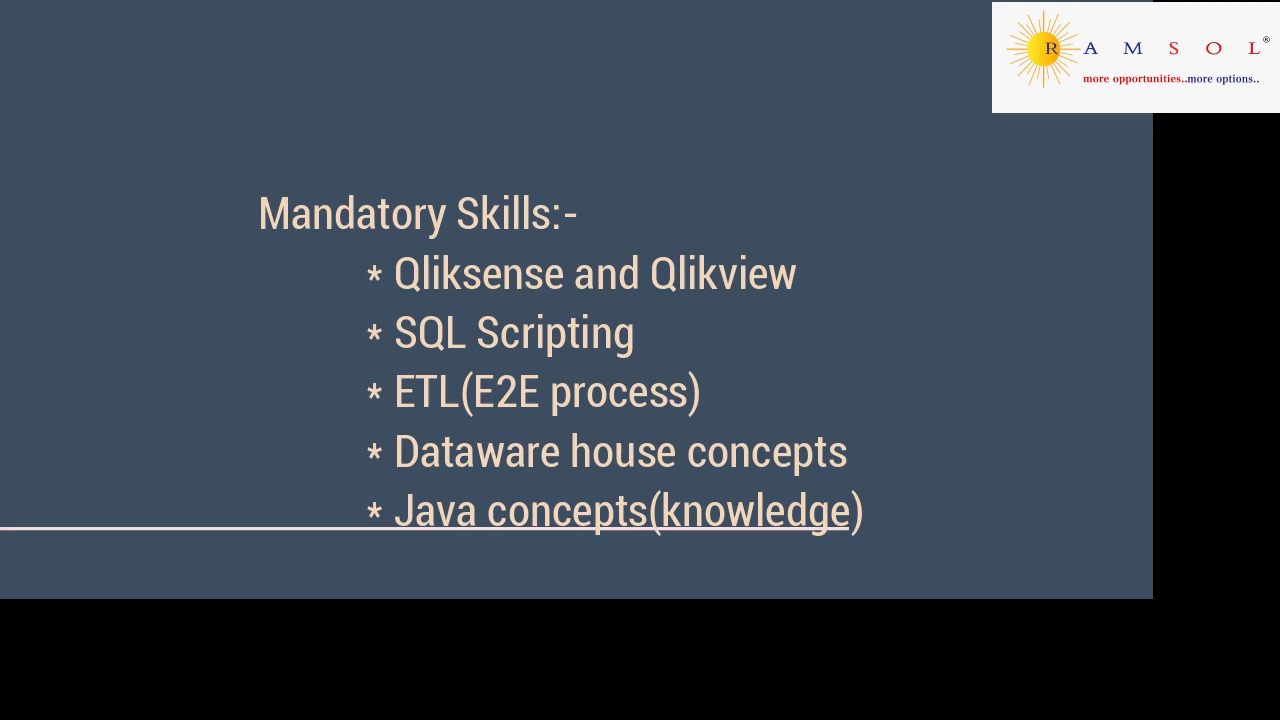 R A M S O L ®
more opportunities..more options..
Mandatory Skills:-
* Qliksense and Qlikview
* SQL Scripting
* ETL(E2E process)
* Dataware house concepts
* Java concepts(knowledge)